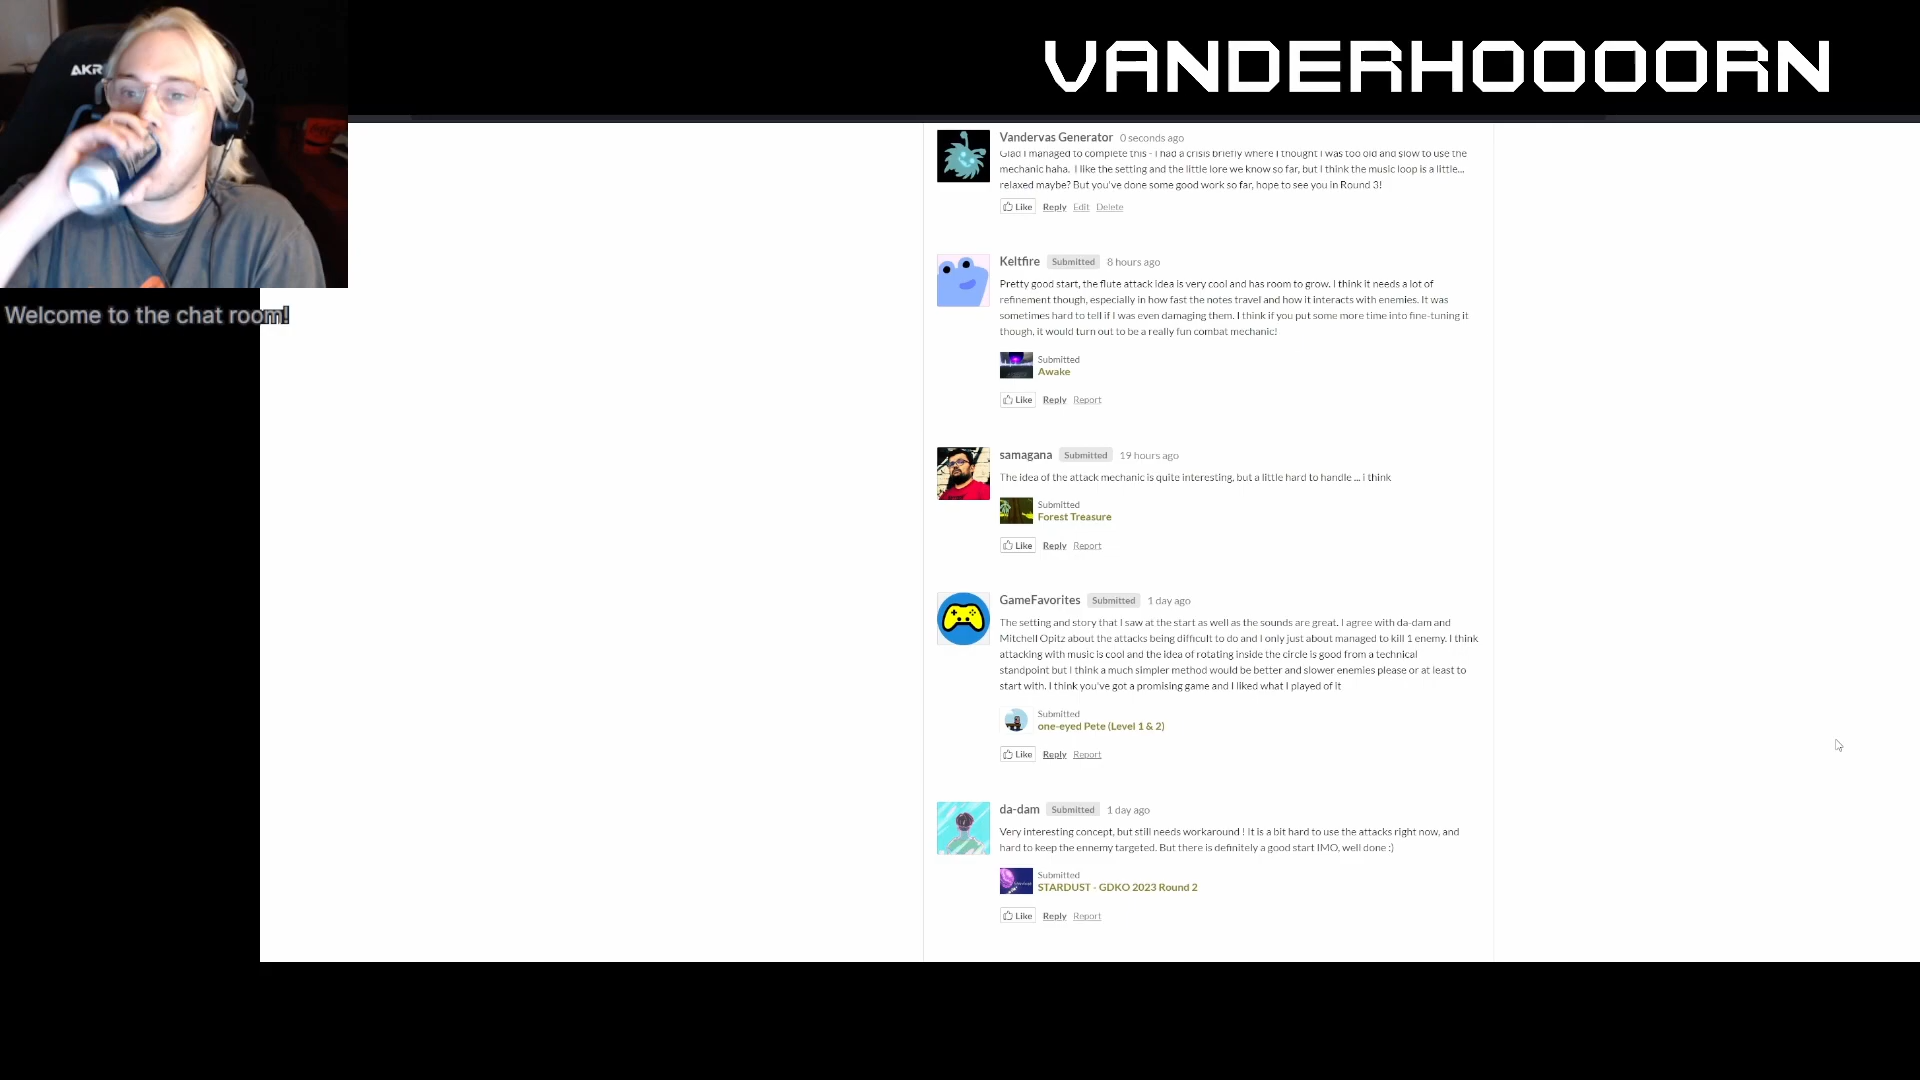 AKR
VANDERHOOOORN
Welcome to the chat room!
Vandervas Generator 0 seconds ago
Glad I managed to complete this - I had a crisis briefly where I thought I was too old and slow to use the
mechanic haha. I like the setting and the little lore we know so far, but I think the music loop is a little...
relaxed maybe? But you've done some good work so far, hope to see you in Round 3!
Like Reply Edit Delete
Keltfire Submitted 8 hours ago
Pretty good start, the flute attack idea is very cool and has room to grow. I think it needs a lot of
refinement though, especially in how fast the notes travel and how it interacts with enemies. It was
sometimes hard to tell if I was even damaging them. I think if you put some more time into fine-tuning it
though, it would turn out to be a really fun combat mechanic!
Submitted
Awake
Like Reply Report
samagana Submitted 19 hours ago
The idea of the attack mechanic is quite interesting, but a little hard to handle ... i think
Submitted
Forest Treasure
Like Reply Report
GameFavorites Submitted 1 day ago
The setting and story that I saw at the start as well as the sounds are great. I agree with da-dam and
Mitchell Opitz about the attacks being difficult to do and I only just about managed to kill 1 enemy. I think
attacking with music is cool and the idea of rotating inside the circle is good from a technical
standpoint but I think a much simpler method would be better and slower enemies please or at least to
start with. I think you've got a promising game and I liked what I played of it
Submitted
one-eyed Pete (Level 1 & 2)
Like Reply Report
da-dam Submitted 1 day ago
Very interesting concept, but still needs workaround ! It is a bit hard to use the attacks right now, and
hard to keep the ennemy targeted. But there is definitely a good start IMO, well done :)
Submitted
STARDUST - GDKO 2023 Round 2
Like Reply Report